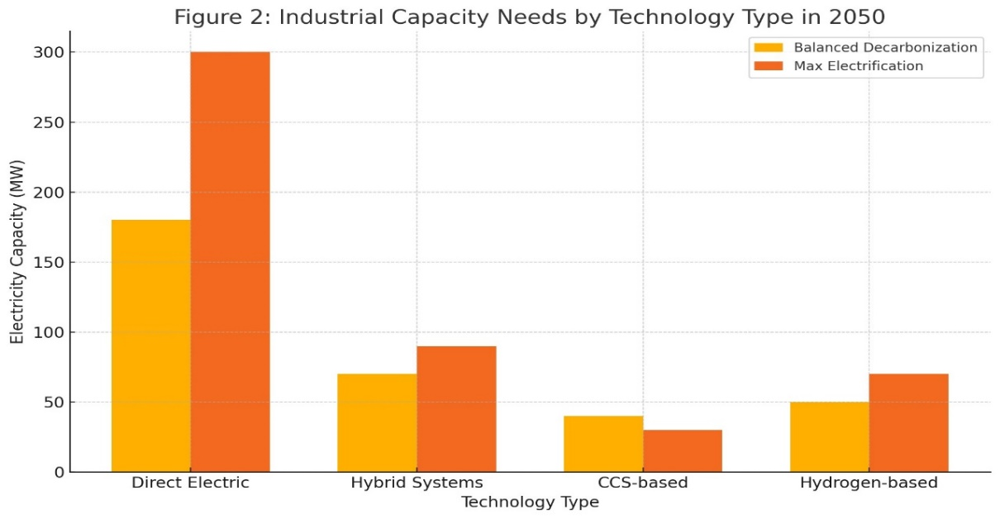 Figure 2: Industrial Capacity Needs by Technology Type in 2050
Balanced Decarbonization
Max Electrification
Electricity Capacity (MW)
300
250
200
150
100
50
0
Direct Electric
Hybrid Systems
CCS-based
Hydrogen-based
Technology Type